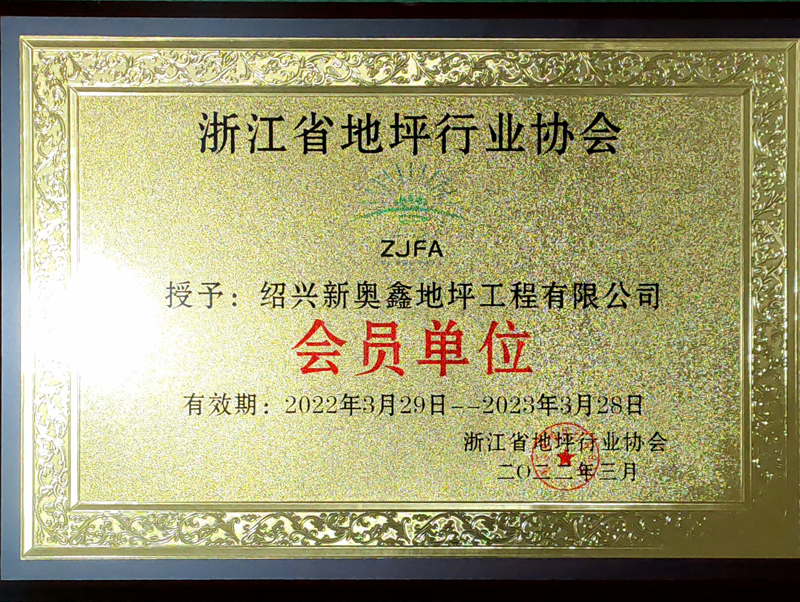 浙江省地坪行业协会
ZJFA
授予：绍兴新奥鑫地坪工程有限公司
会员单位
有效期：2022年3月29日--2023年3月28日
浙江省地坪行业协会
二〇二二年三月